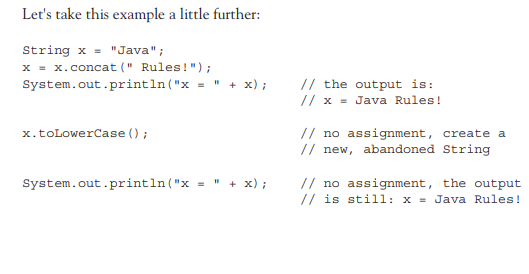 Let's take this example a little further:
String x = "Java";
x = x.concat(" Rules!");
System.out.println("x = " + x);    // the output is:
// x = Java Rules!
x.toLowerCase();    // no assignment, create a
// new, abandoned String
System.out.println("x = " + x);    // no assignment, the output
// is still: x = Java Rules!